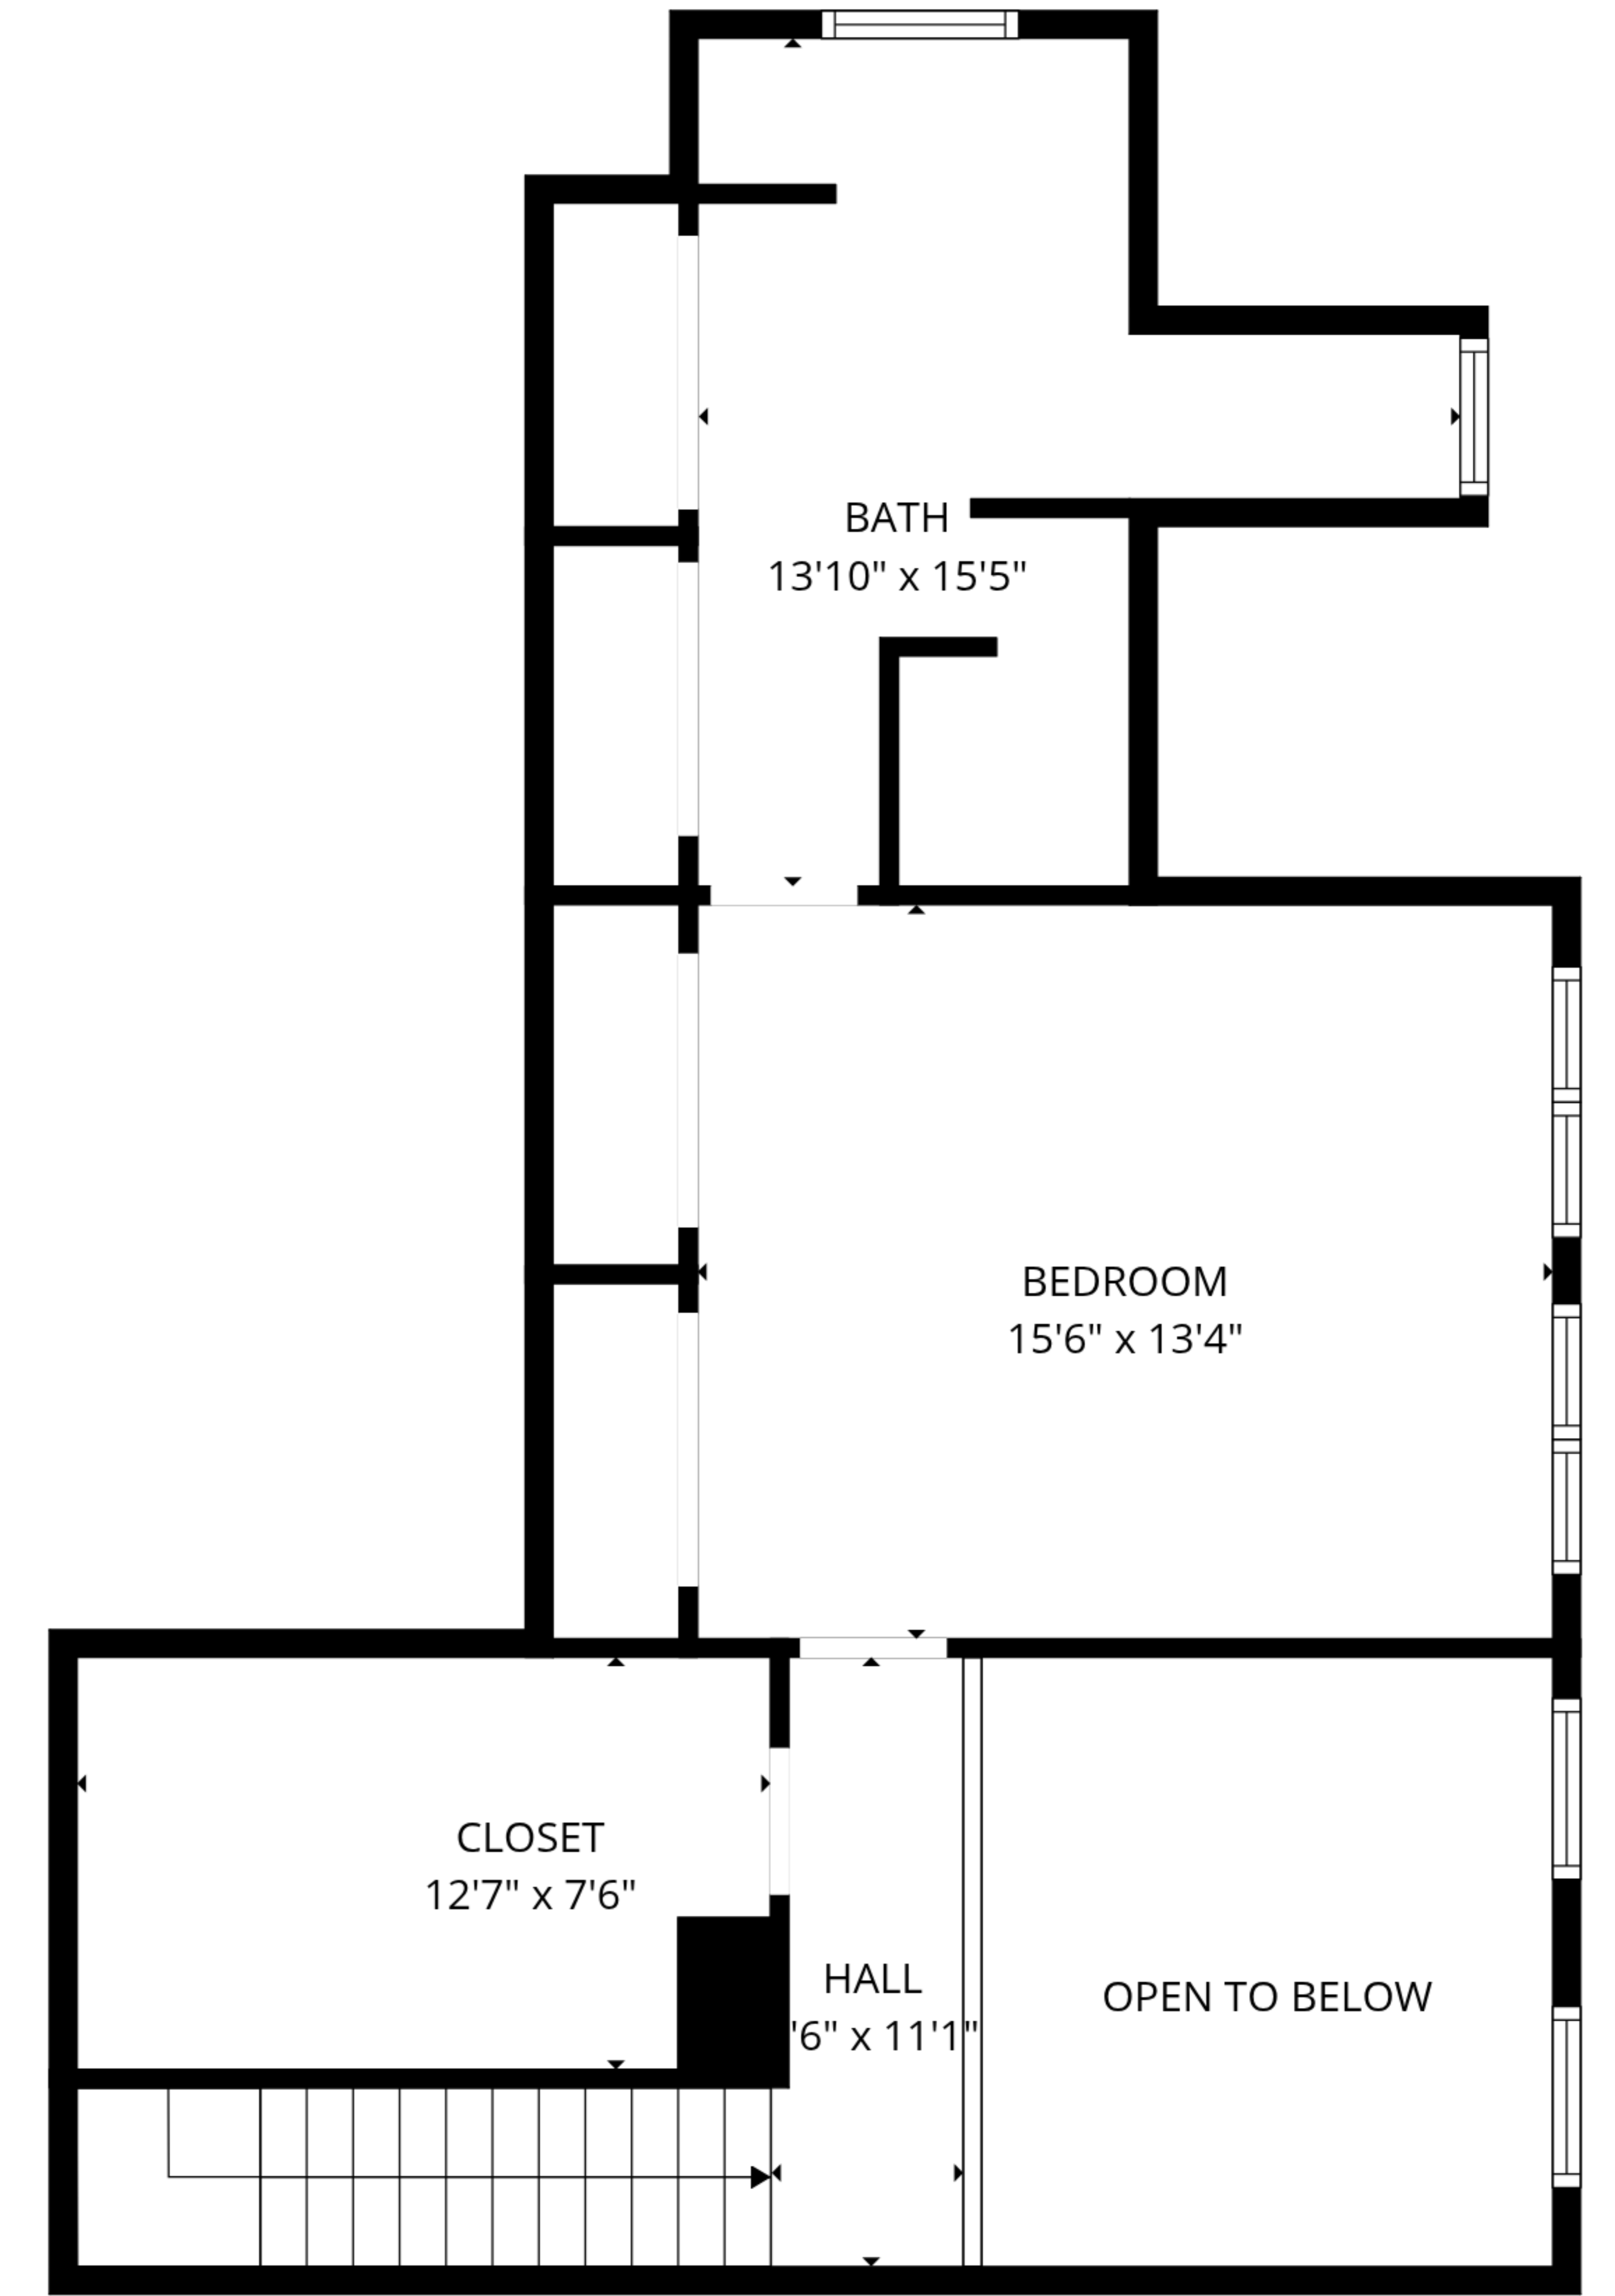 BATH
13'10" x 15'5"
BEDROOM
15'6" x 13'4"
CLOSET
12'7" x 7'6"
HALL
'6" x 11'1"
OPEN TO BELOW